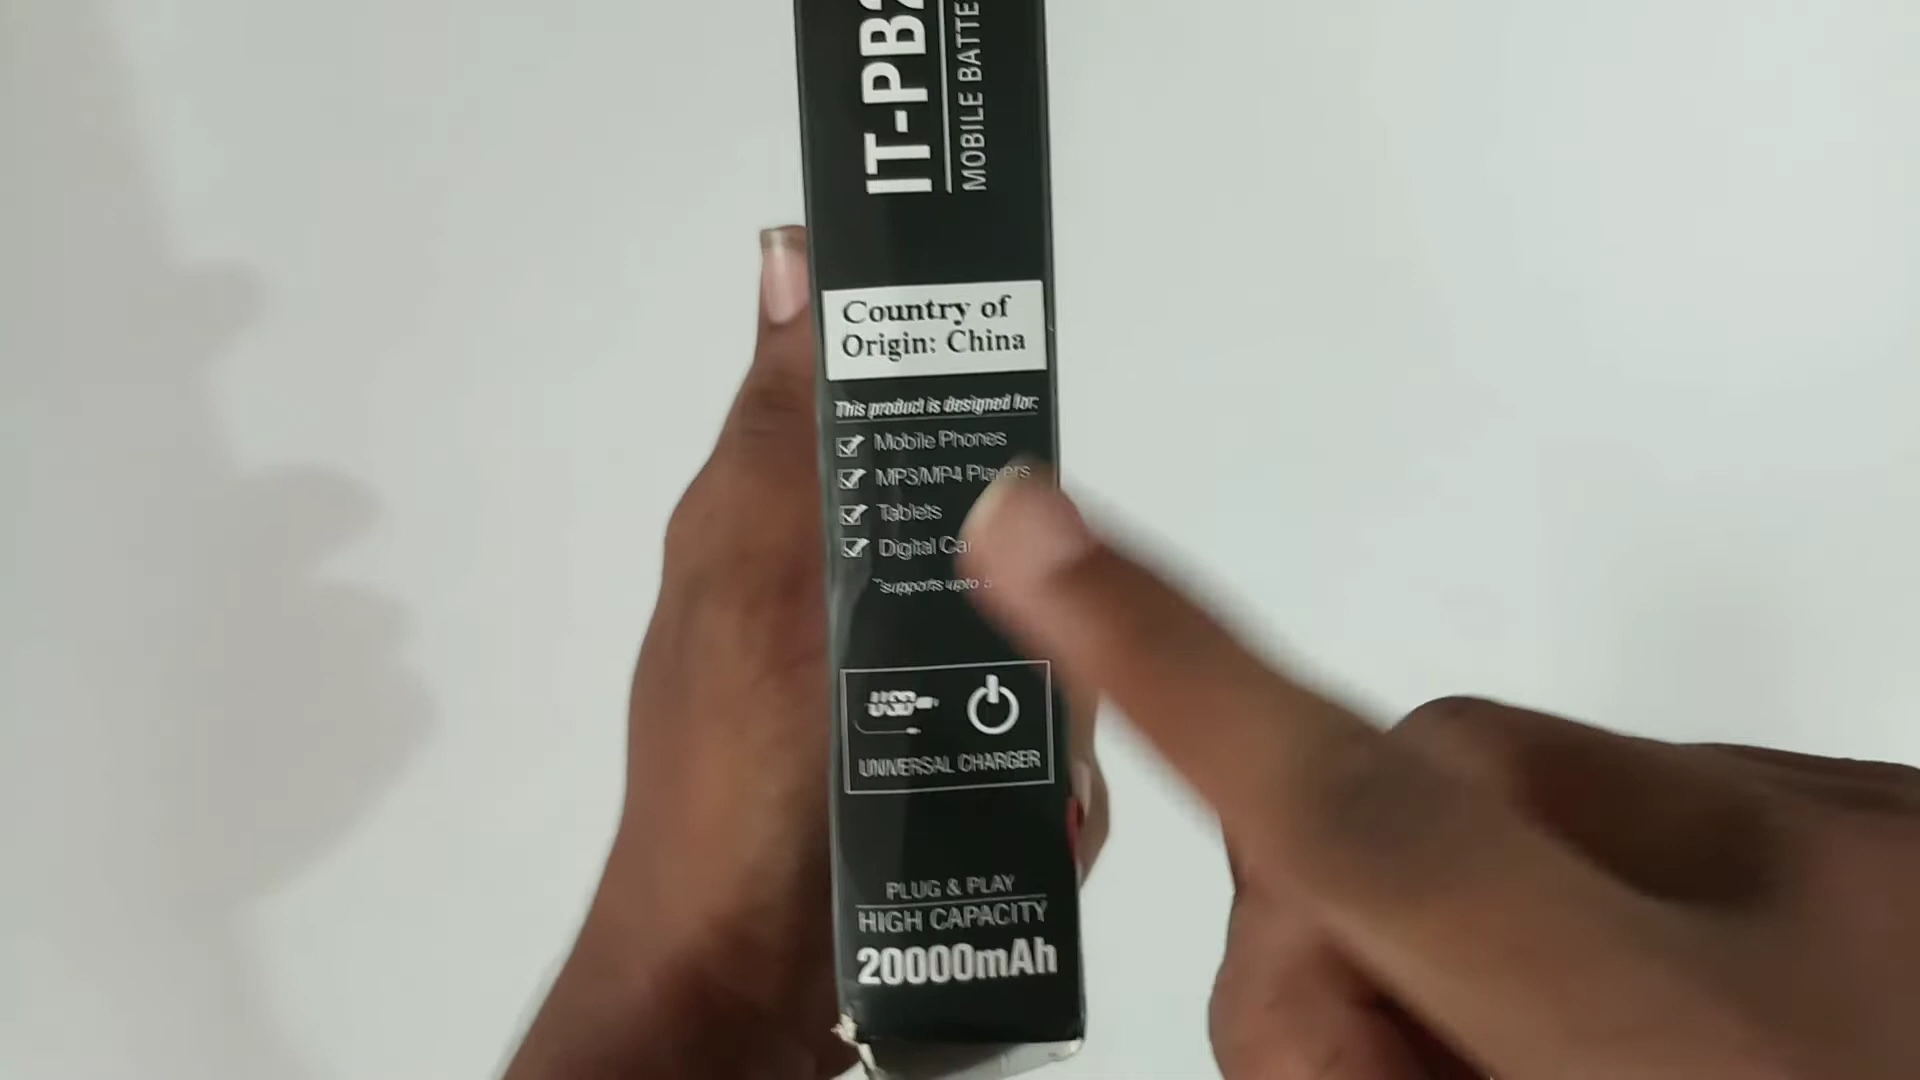 IT-PB2
MOBILE BATTE
Country of
Origin: China
This product is designed for:
Mobile Phones
MP3/MP4 Players
Tablets
Digital
*supports upto 5
USB
UNIVERSAL CHARGER
PLUG & PLAY
HIGH CAPACITY
20000mAh